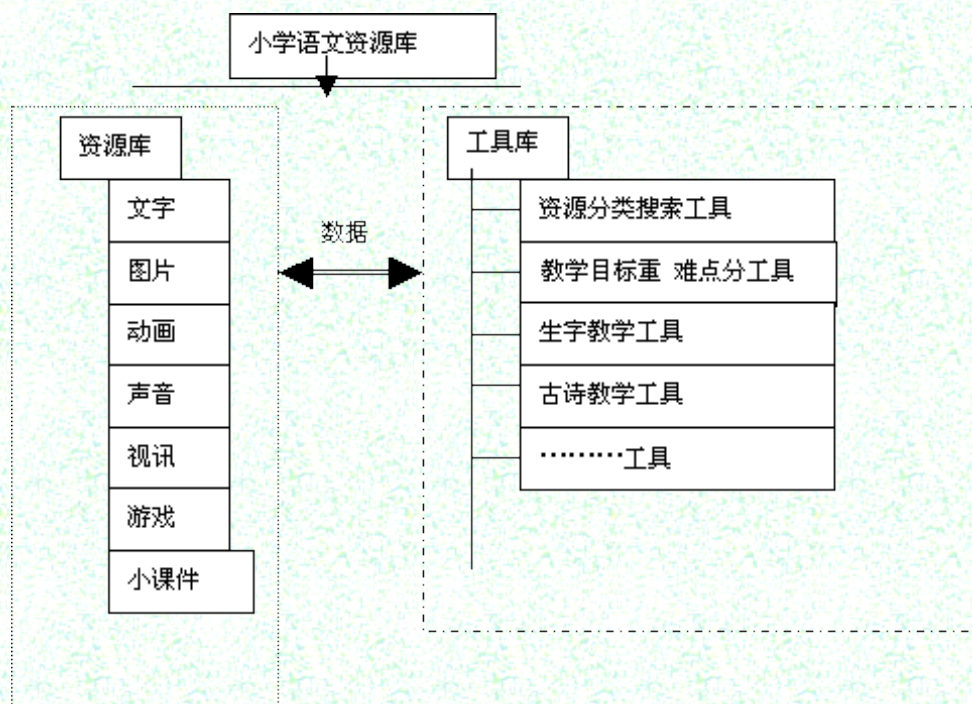 小学语文资源库
资源库
文字
图片
动画
声音
视讯
游戏
小课件
数据
工具库
资源分类搜索工具
教学目标重 难点分工具
生字教学工具
古诗教学工具
………工具